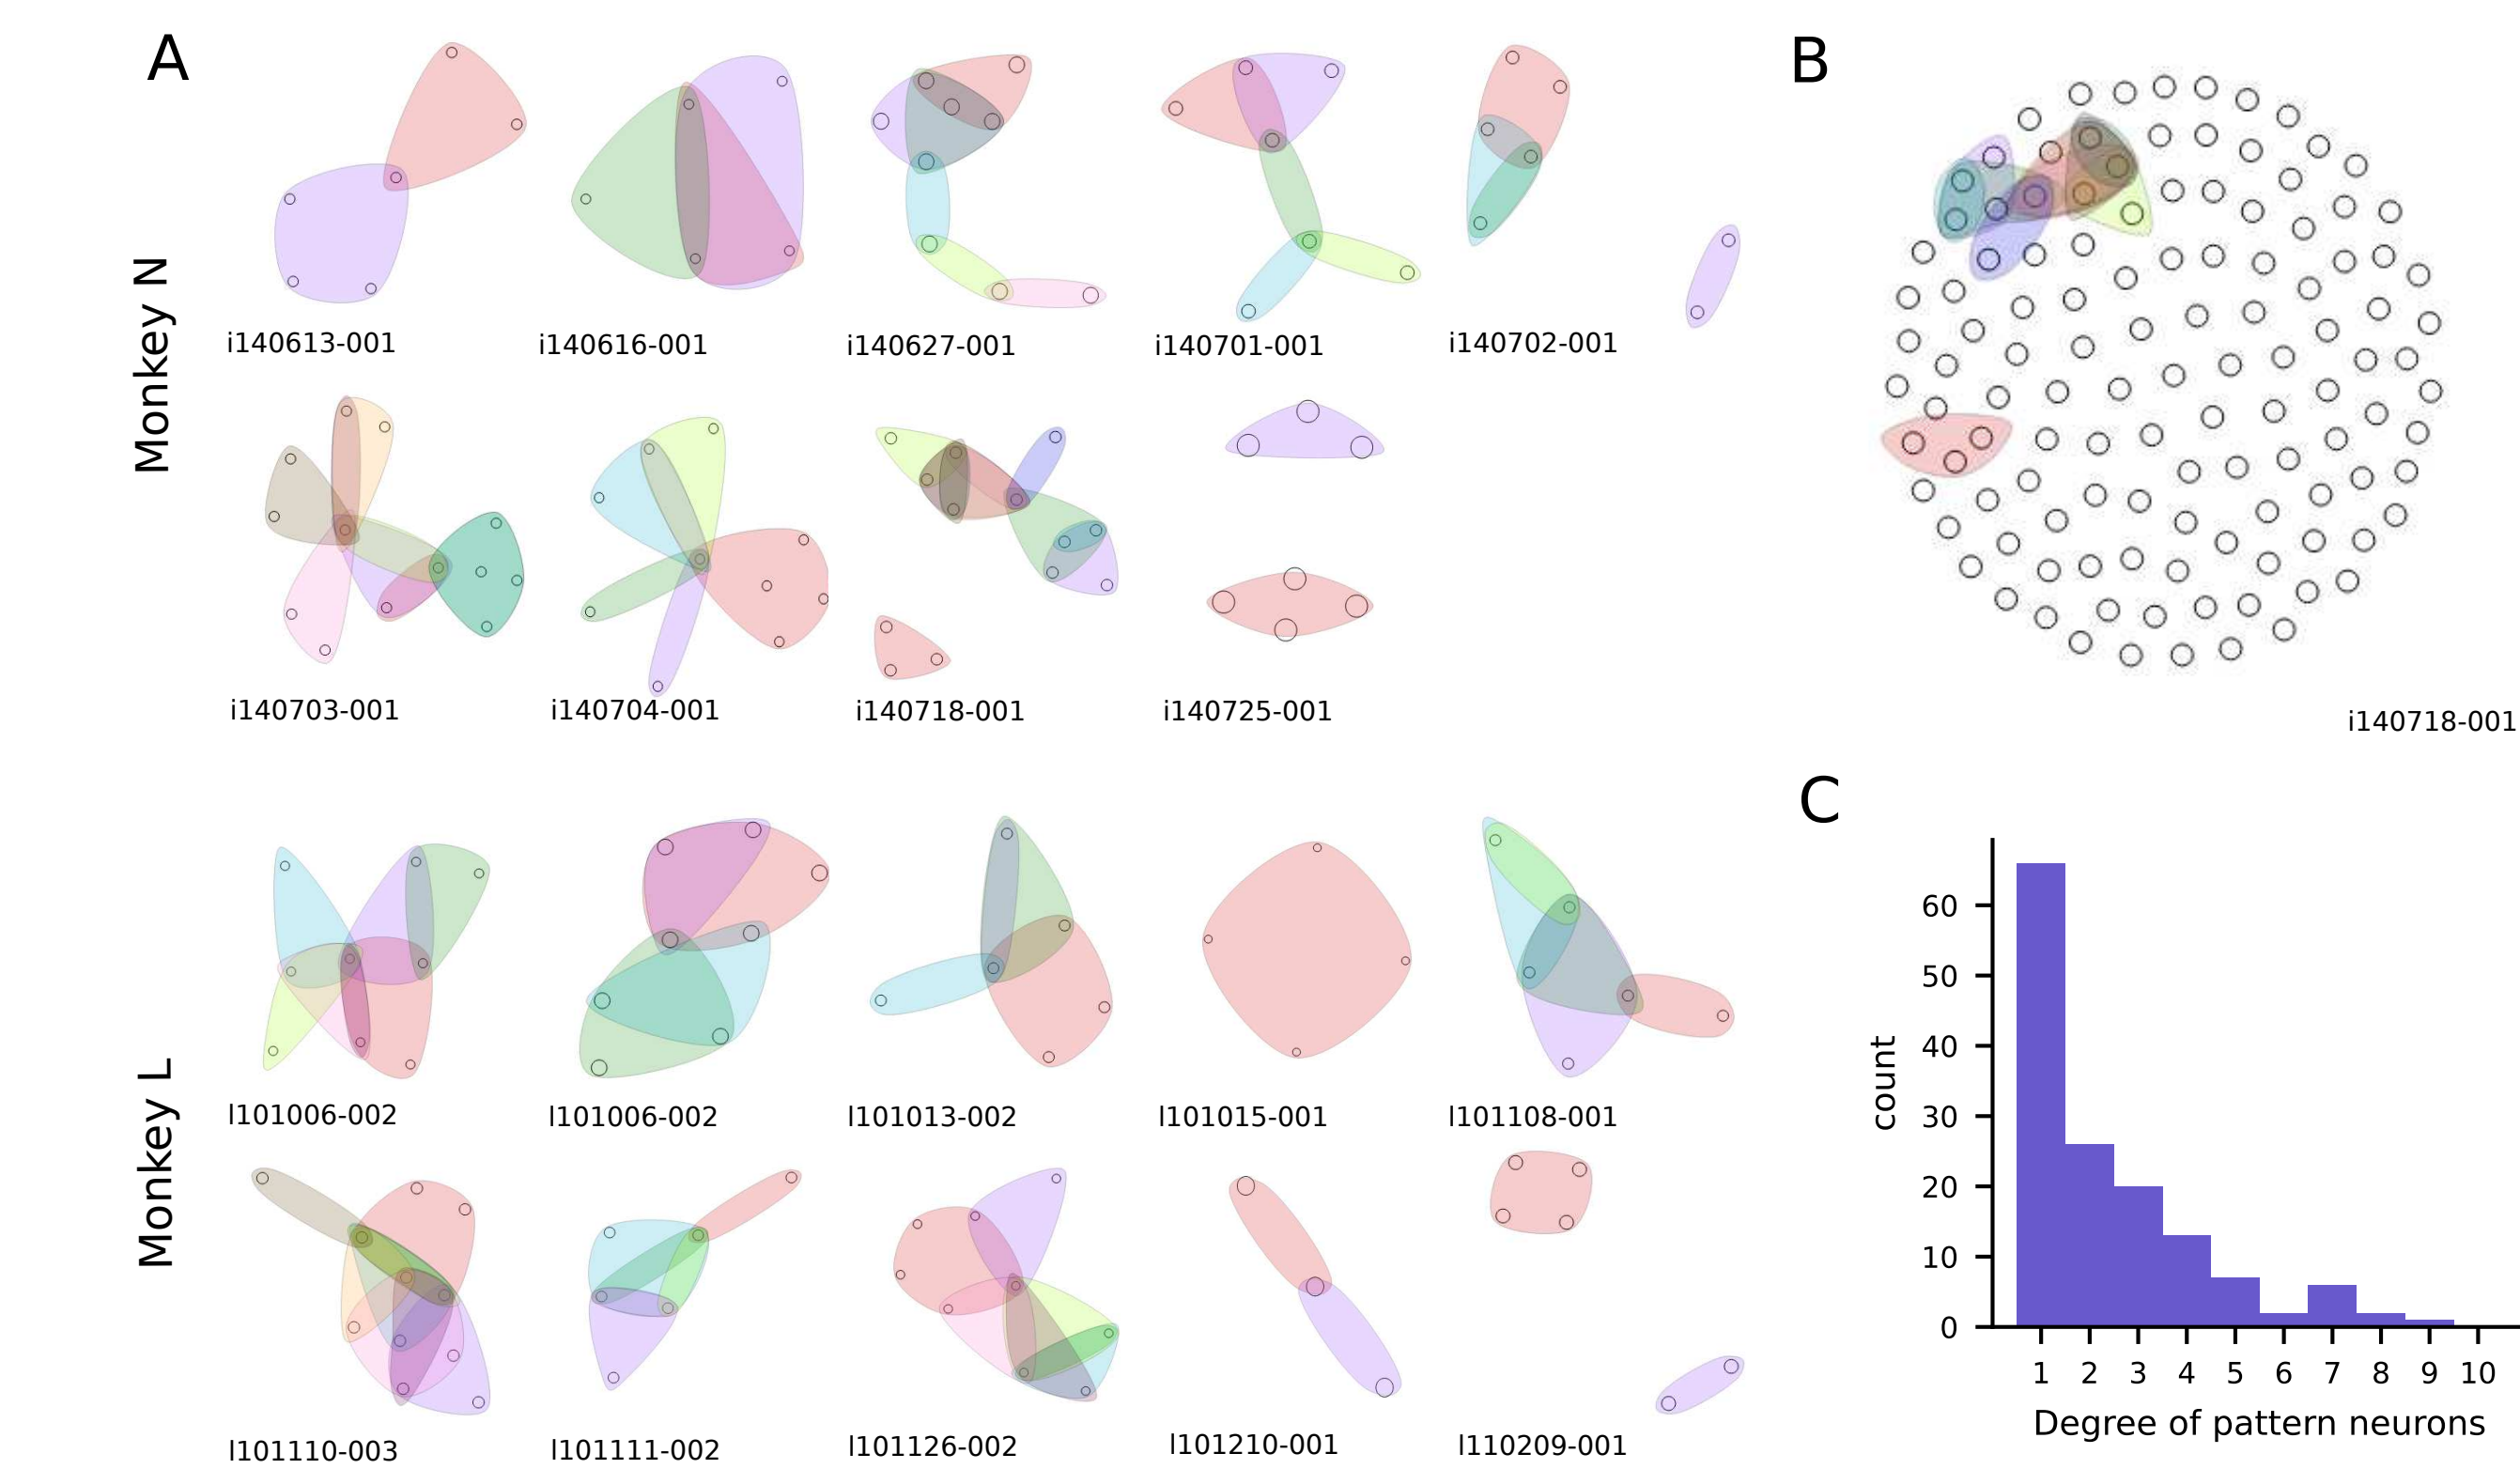 A
B
Monkey N
i140613-001
i140616-001
i140627-001
i140701-001
i140702-001
i140703-001
i140704-001
i140718-001
i140725-001
i140718-001
C
Monkey L
l101006-002
l101006-002
l101013-002
l101015-001
l101108-001
l101110-003
l101111-002
l101126-002
l101210-001
l110209-001
count
60
50
40
30
20
10
0
1 2 3 4 5 6 7 8 9 10
Degree of pattern neurons